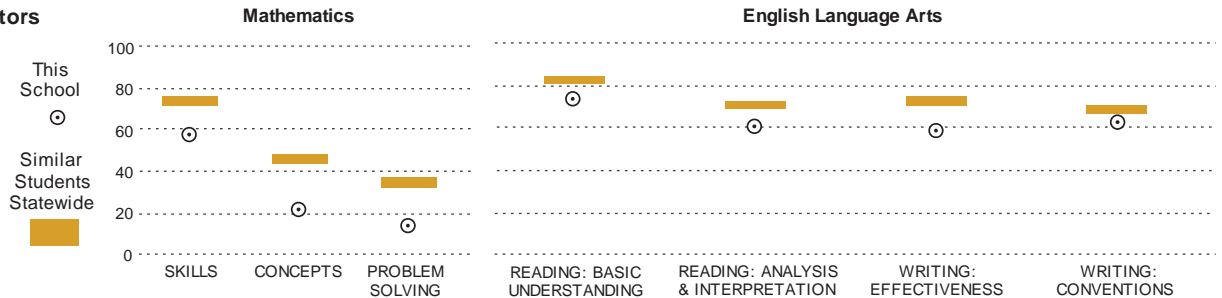 tors
Mathematics
English Language Arts
This
School
Similar
Students
Statewide
100
80
60
40
20
0
SKILLS
CONCEPTS
PROBLEM
SOLVING
READING: BASIC
UNDERSTANDING
READING: ANALYSIS
& INTERPRETATION
WRITING:
EFFECTIVENESS
WRITING:
CONVENTIONS